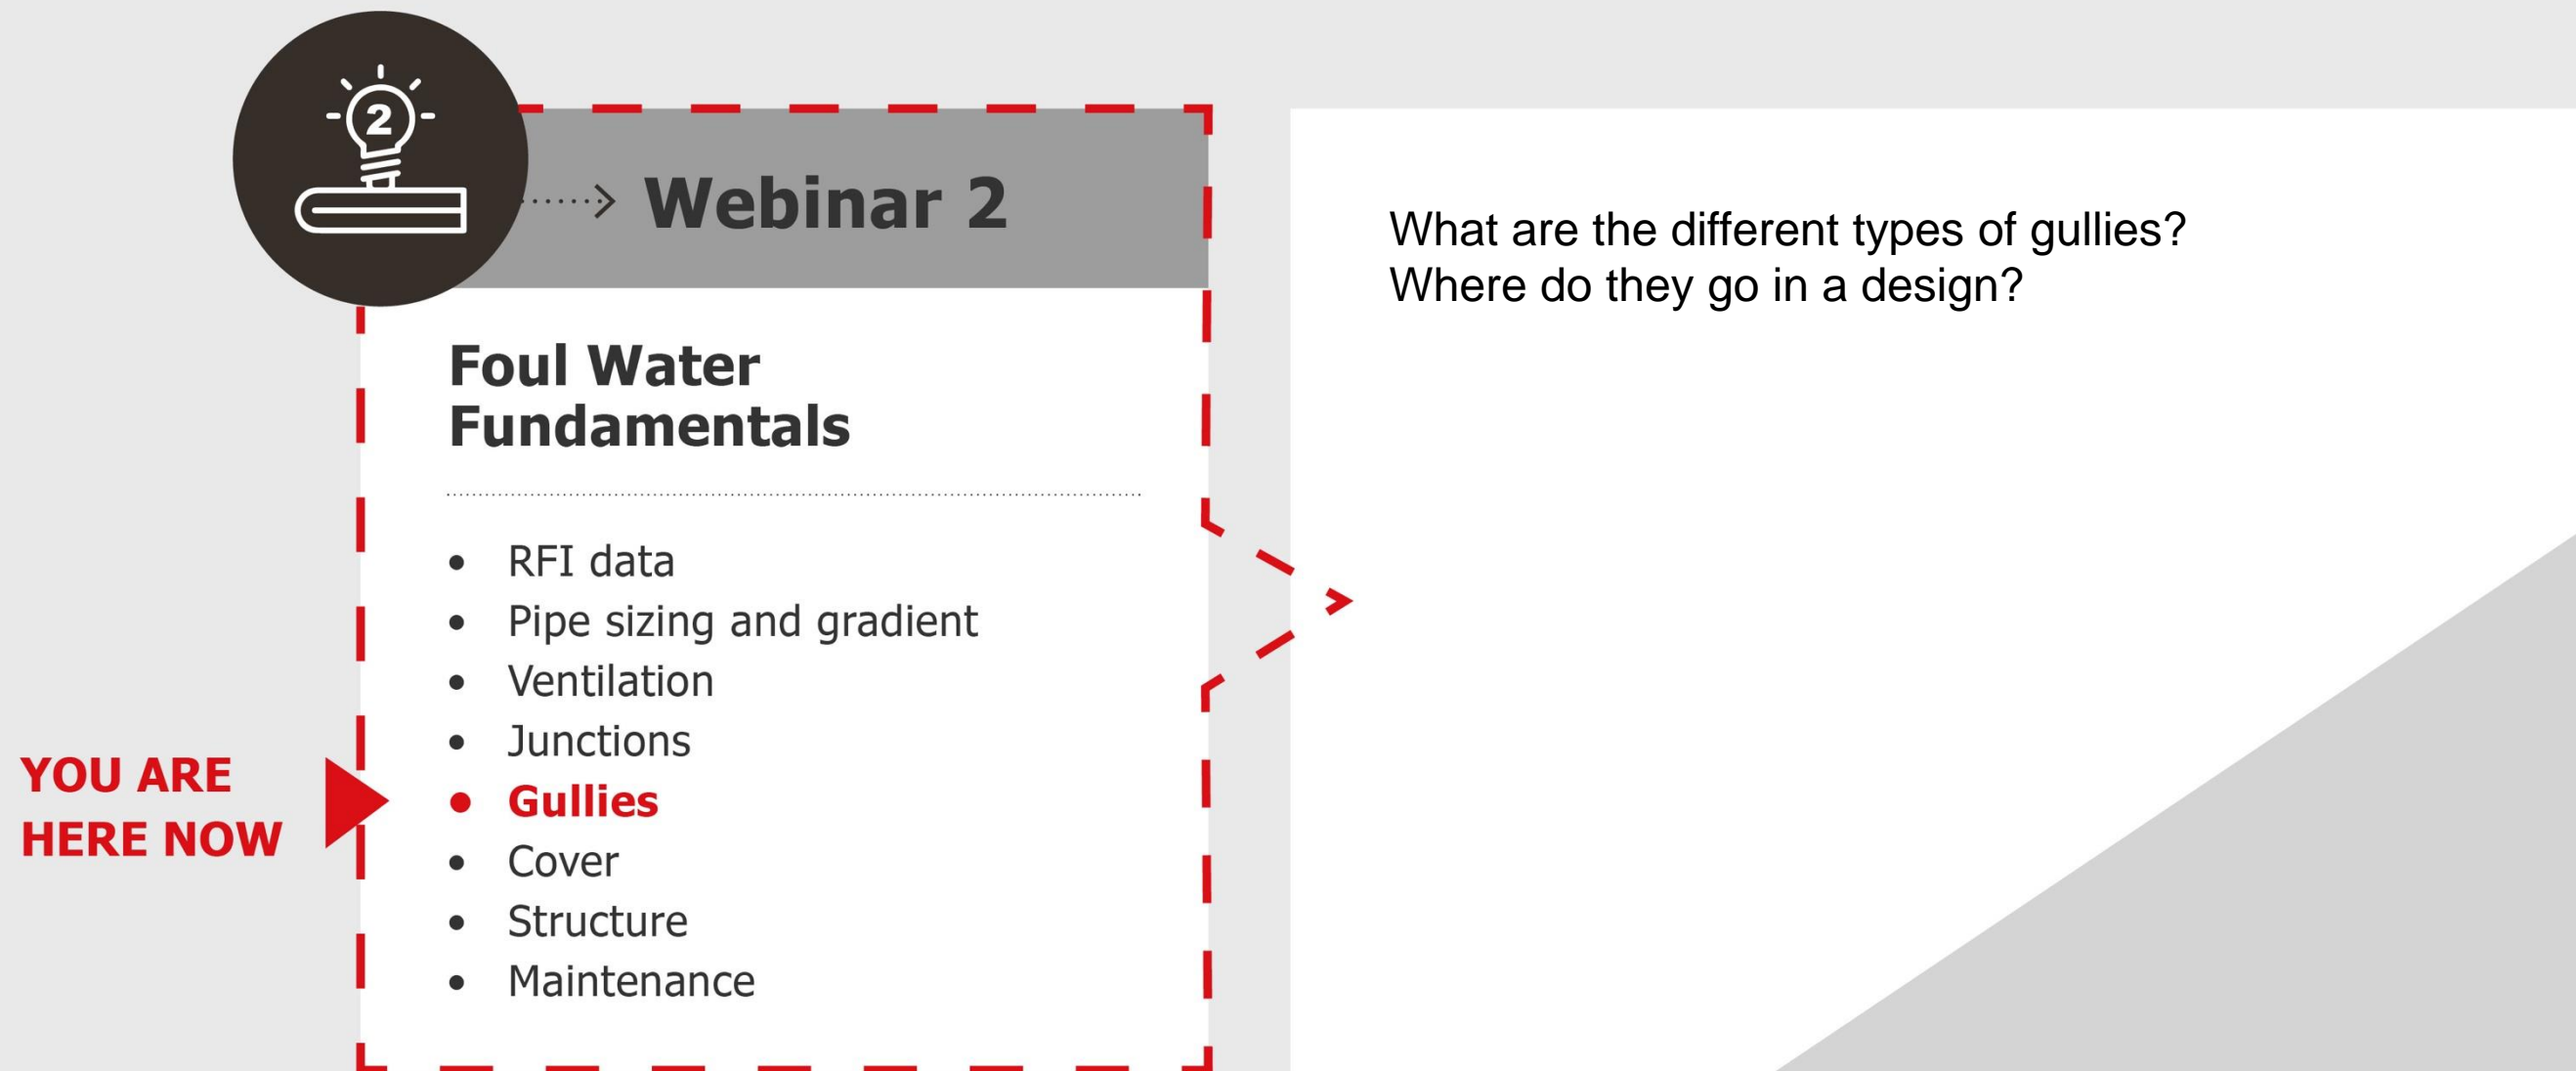 2
Webinar 2
Foul Water
Fundamentals
• RFI data
• Pipe sizing and gradient
• Ventilation
• Junctions
• Gullies
• Cover
• Structure
• Maintenance
YOU ARE
HERE NOW
What are the different types of gullies?
Where do they go in a design?